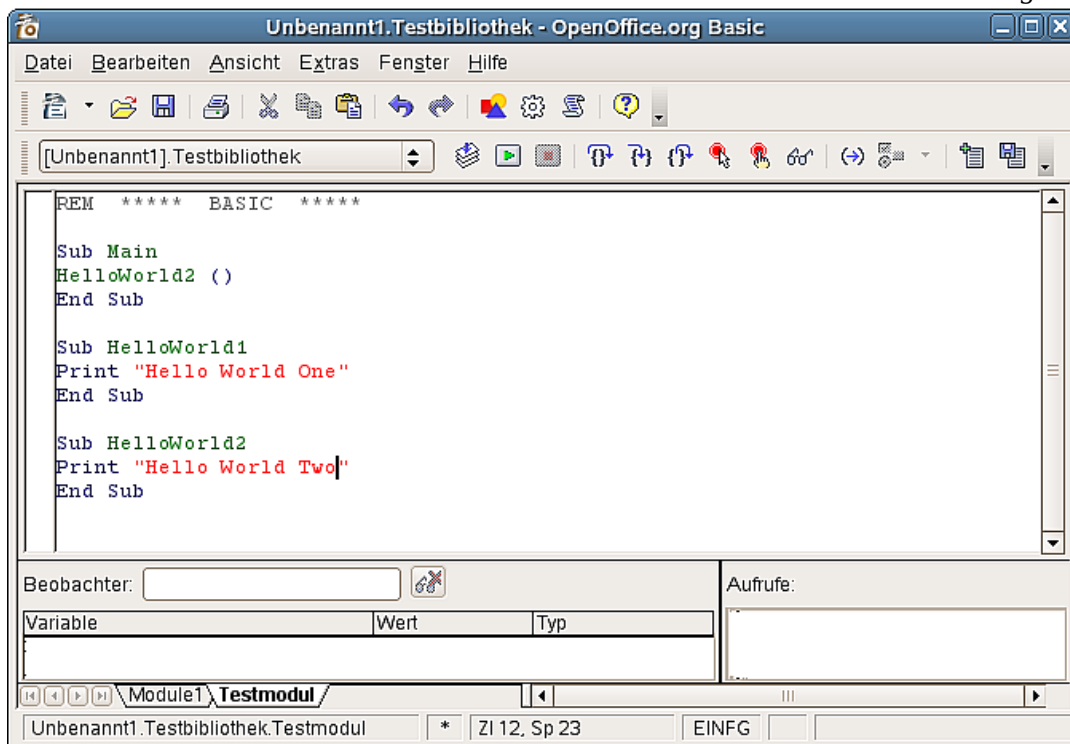 Unbenannt1.Testbibliothek - OpenOffice.org Basic
Datei Bearbeiten Ansicht Extras Fenster Hilfe
[Unbenannt1].Testbibliothek
REM ***** BASIC *****
Sub Main
HelloWorld2 ()
End Sub
Sub HelloWorld1
Print "Hello World One"
End Sub
Sub HelloWorld2
Print "Hello World Two"
End Sub
Beobachter:
Aufrufe:
Variable Wert Typ
Module1 Testmodul
Unbenannt1.Testbibliothek.Testmodul * Zl 12, Sp 23 EINFG